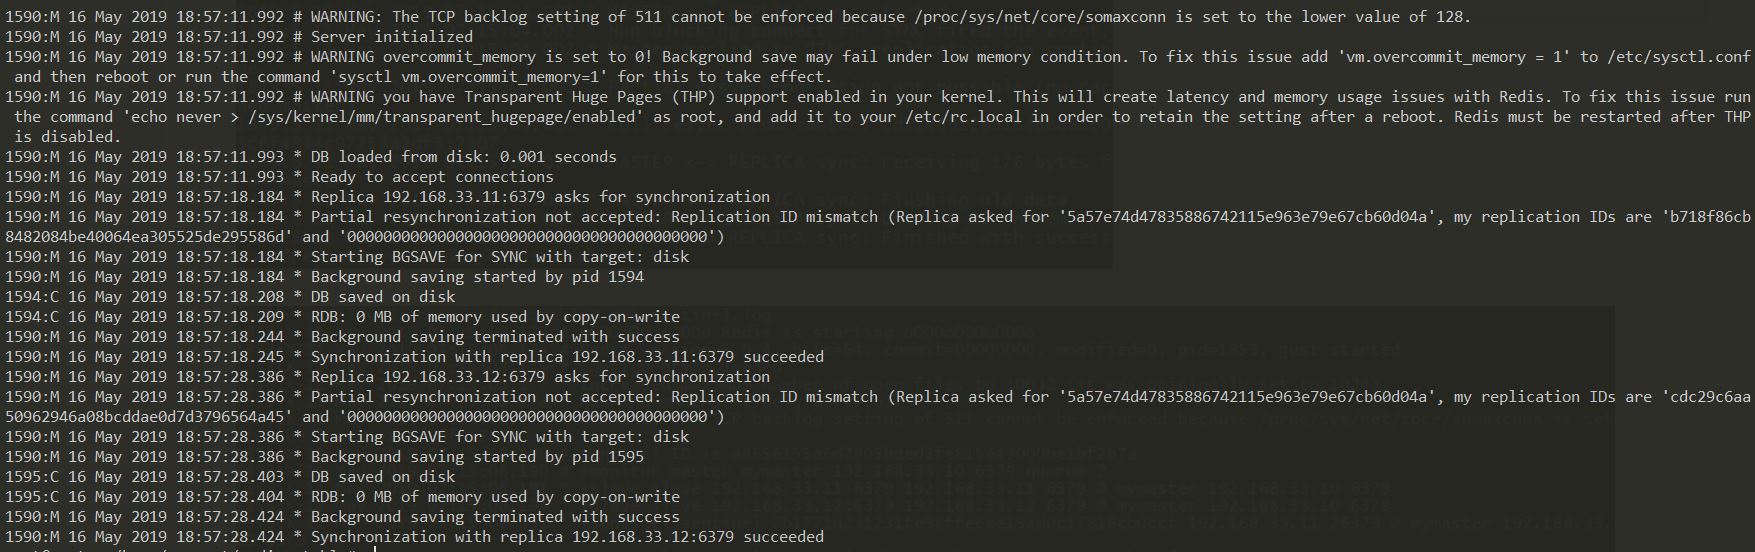 1590:M 16 May 2019 18:57:11.992 # WARNING: The TCP backlog setting of 511 cannot be enforced because /proc/sys/net/core/somaxconn is set to the lower value of 128.
1590:M 16 May 2019 18:57:11.992 # Server initialized
1590:M 16 May 2019 18:57:11.992 # WARNING overcommit_memory is set to 0! Background save may fail under low memory condition. To fix this issue add 'vm.overcommit_memory = 1' to /etc/sysctl.conf
and then reboot or run the command 'sysctl vm.overcommit_memory=1' for this to take effect.
1590:M 16 May 2019 18:57:11.992 # WARNING you have Transparent Huge Pages (THP) support enabled in your kernel. This will create latency and memory usage issues with Redis. To fix this issue run
the command 'echo never > /sys/kernel/mm/transparent_hugepage/enabled' as root, and add it to your /etc/rc.local in order to retain the setting after a reboot. Redis must be restarted after THP
is disabled.
1590:M 16 May 2019 18:57:11.993 * DB loaded from disk: 0.001 seconds
1590:M 16 May 2019 18:57:11.993 * Ready to accept connections
1590:M 16 May 2019 18:57:18.184 * Replica 192.168.33.11:6379 asks for synchronization
1590:M 16 May 2019 18:57:18.184 * Partial resynchronization not accepted: Replication ID mismatch (Replica asked for '5a57e74d47835886742115e963e79e67cb60d04a', my replication IDs are 'b718f86cb
8482084be40064ea305525de295586d' and '0000000000000000000000000000000000000000')
1590:M 16 May 2019 18:57:18.184 * Starting BGSAVE for SYNC with target: disk
1590:M 16 May 2019 18:57:18.184 * Background saving started by pid 1594
1594:C 16 May 2019 18:57:18.208 * DB saved on disk
1594:C 16 May 2019 18:57:18.209 * RDB: 0 MB of memory used by copy-on-write
1590:M 16 May 2019 18:57:18.244 * Background saving terminated with success
1590:M 16 May 2019 18:57:18.245 * Synchronization with replica 192.168.33.11:6379 succeeded
1590:M 16 May 2019 18:57:28.386 * Replica 192.168.33.12:6379 asks for synchronization
1590:M 16 May 2019 18:57:28.386 * Partial resynchronization not accepted: Replication ID mismatch (Replica asked for '5a57e74d47835886742115e963e79e67cb60d04a', my replication IDs are 'cdc29c6aa
50962946a08bcddae0d7d3796564a45' and '0000000000000000000000000000000000000000')
1590:M 16 May 2019 18:57:28.386 * Starting BGSAVE for SYNC with target: disk
1590:M 16 May 2019 18:57:28.386 * Background saving started by pid 1595
1595:C 16 May 2019 18:57:28.403 * DB saved on disk
1595:C 16 May 2019 18:57:28.404 * RDB: 0 MB of memory used by copy-on-write
1590:M 16 May 2019 18:57:28.424 * Background saving terminated with success
1590:M 16 May 2019 18:57:28.424 * Synchronization with replica 192.168.33.12:6379 succeeded